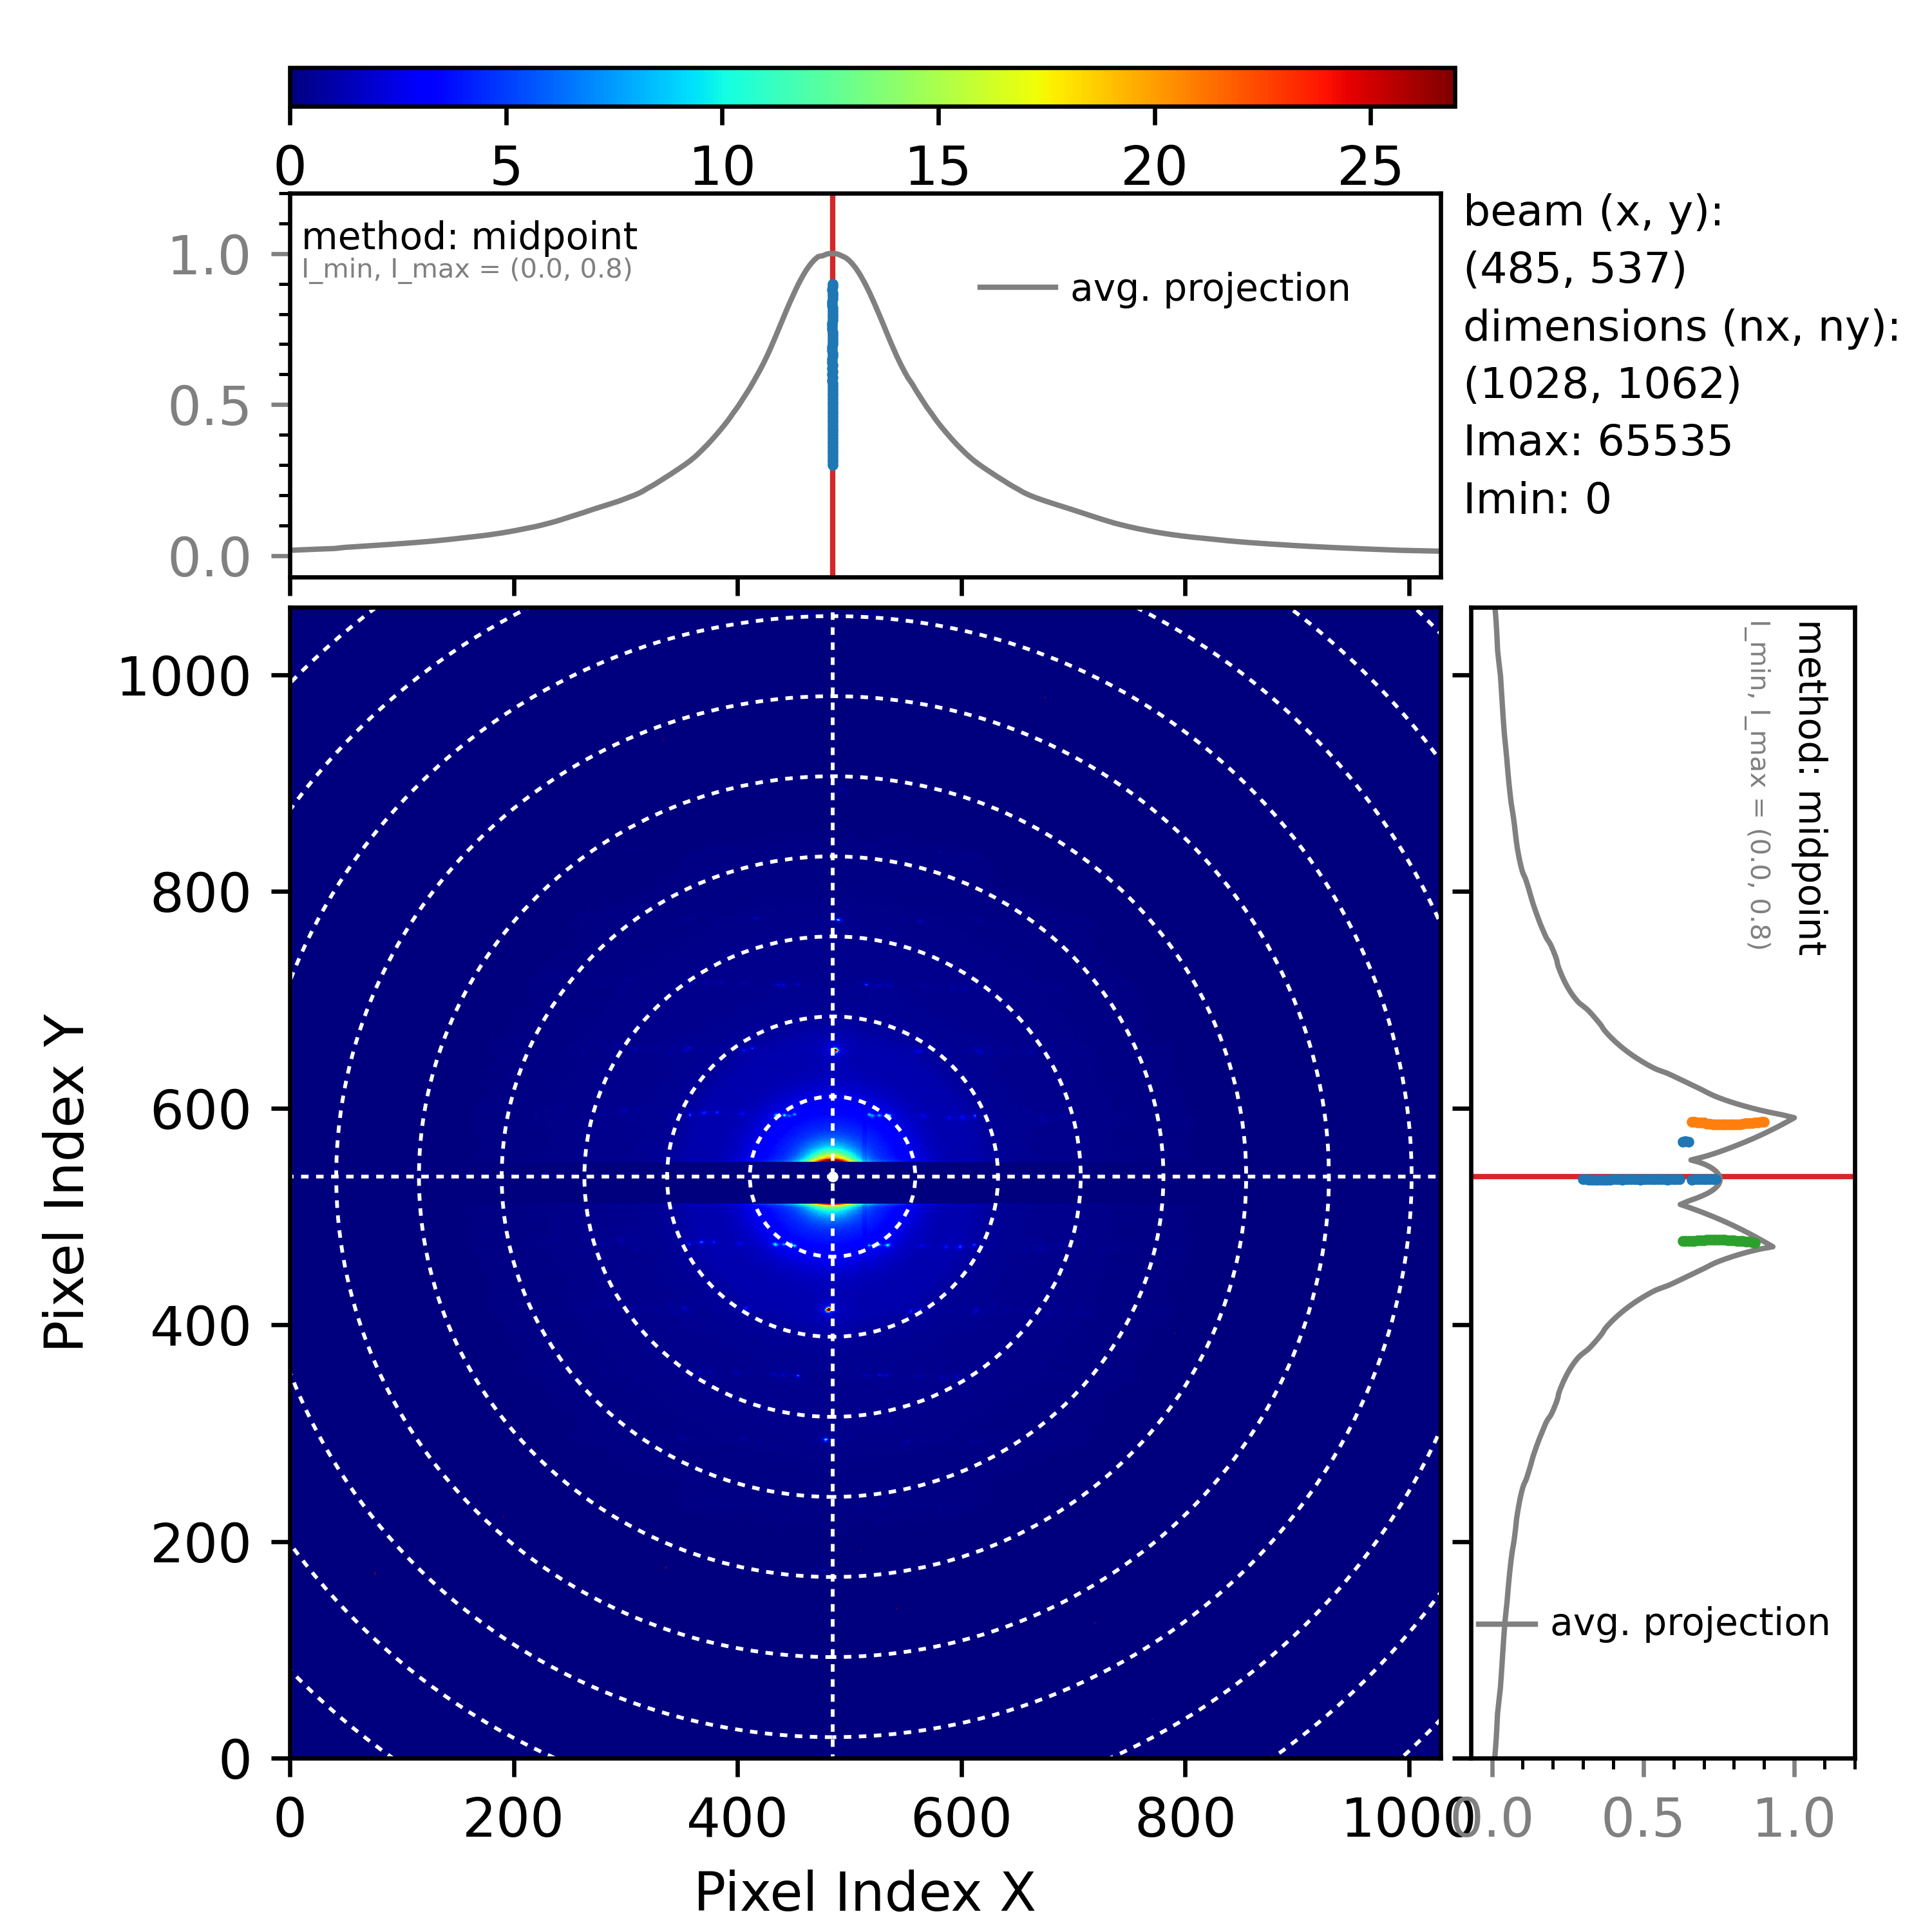 0 5 10 15 20 25
method: midpoint
I_min, I_max = (0.0, 0.8)
avg. projection
1.0
0.5
0.0
beam (x, y):
(485, 537)
dimensions (nx, ny):
(1028, 1062)
Imax: 65535
Imin: 0
Pixel Index Y
1000
800
600
400
200
0
0 200 400 600 800 1000
Pixel Index X
method: midpoint
I_min, I_max = (0.0, 0.8)
avg. projection
0.0 0.5 1.0